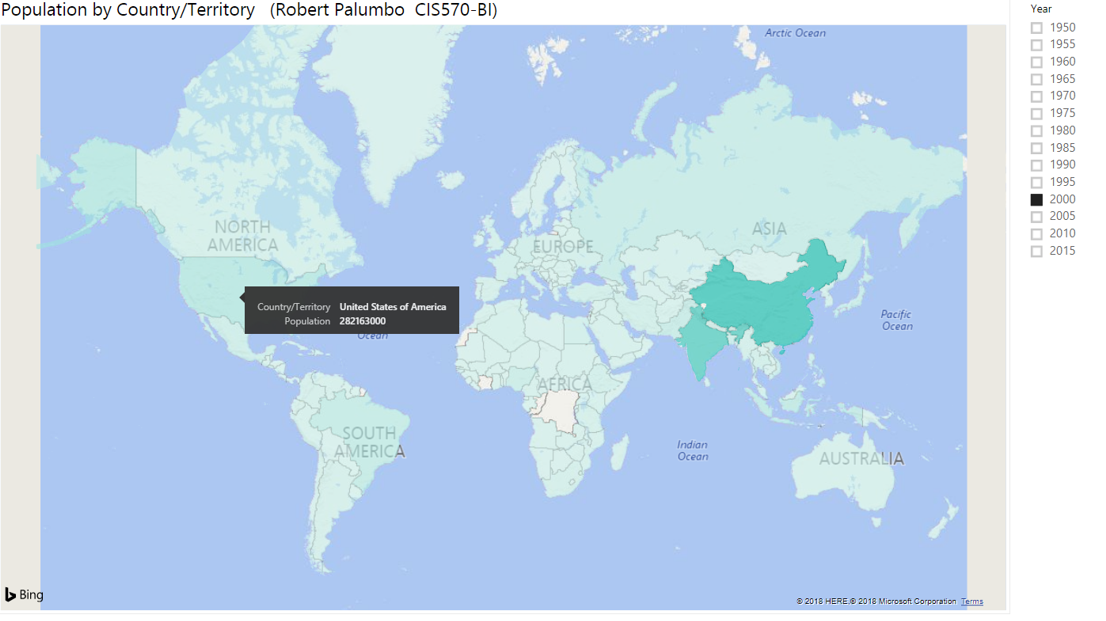 Population by Country/Territory (Robert Palumbo CIS570-BI)
Year
1950
1955
1960
1965
1970
1975
1980
1985
1990
1995
2000
2005
2010
2015
Arctic Ocean
NORTH
AMERICA
EUROPE
ASIA
Country/Territory United States of America
Population 282163000
Ocean
Pacific
Ocean
AFRICA
SOUTH
AMERICA
Indian
Ocean
AUSTRALIA
Bing
© 2018 HERE,© 2018 Microsoft Corporation Terms